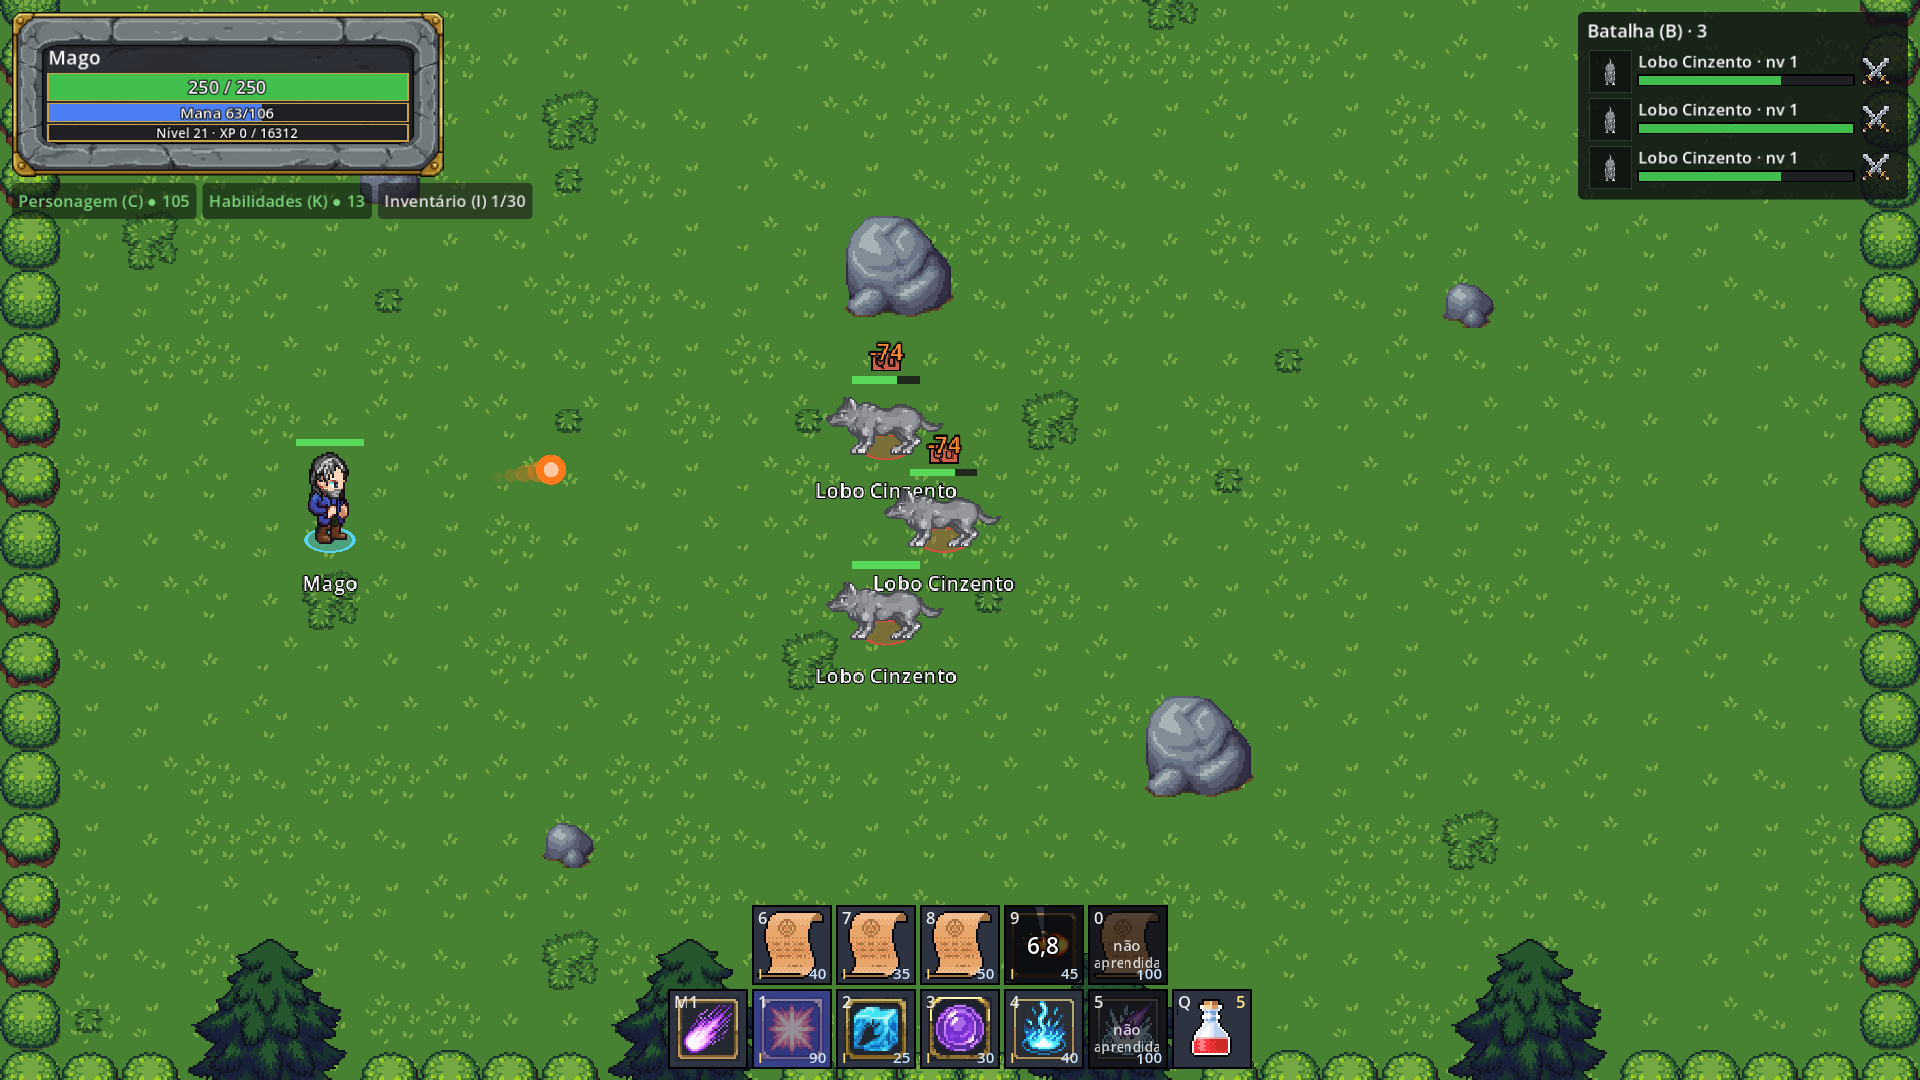 Mago
250 / 250
Mana 63/106
Nível 21 · XP 0 / 16312
Personagem (C) ● 105
Habilidades (K) ● 13
Inventário (I) 1/30
Batalha (B) · 3
Lobo Cinzento · nv 1
Lobo Cinzento · nv 1
Lobo Cinzento · nv 1
-74
-74
Lobo Cinzento
Lobo Cinzento
Lobo Cinzento
Mago
6
40
7
35
8
50
9
6,8
45
0
não
aprendida
100
M1
1
90
2
25
3
30
4
40
5
não
aprendida
100
Q
5